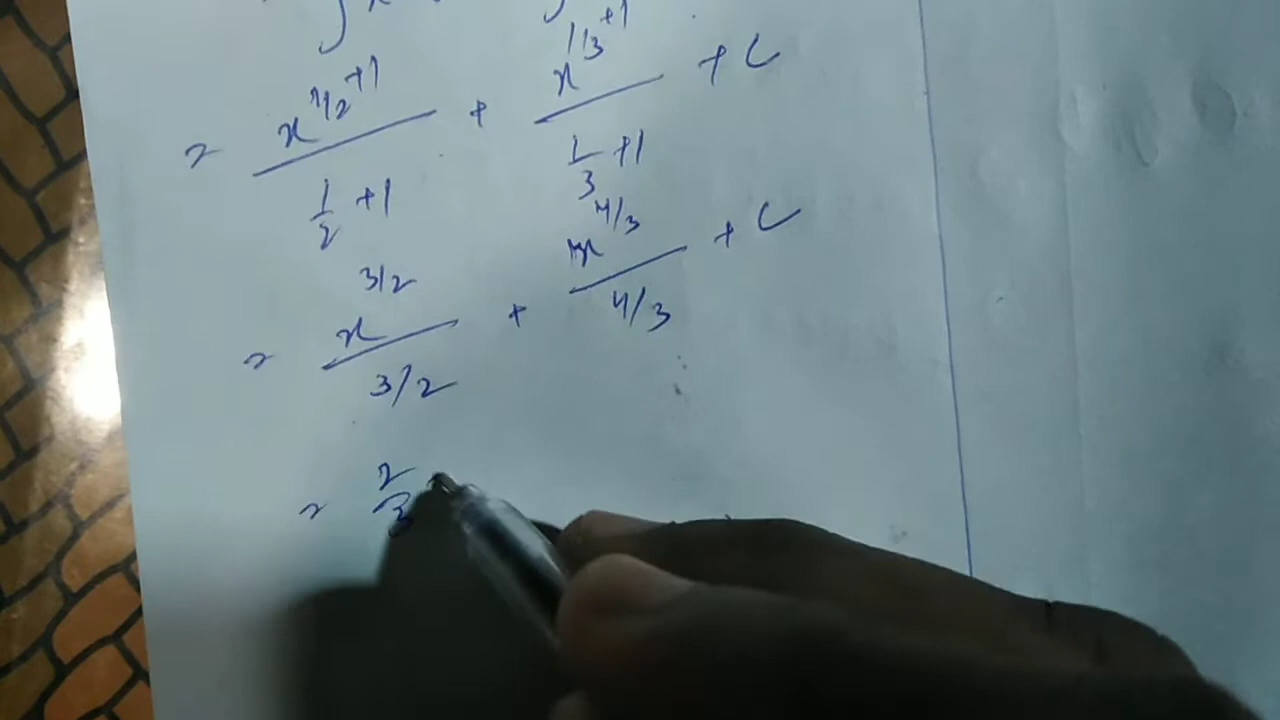 ∫ x ∫
= x^{1/2+1} / (1/2 + 1) + x^{1/3+1} / (1/3 + 1) + C
= x^{3/2} / (3/2) + x^{4/3} / (4/3) + C
= 2/3